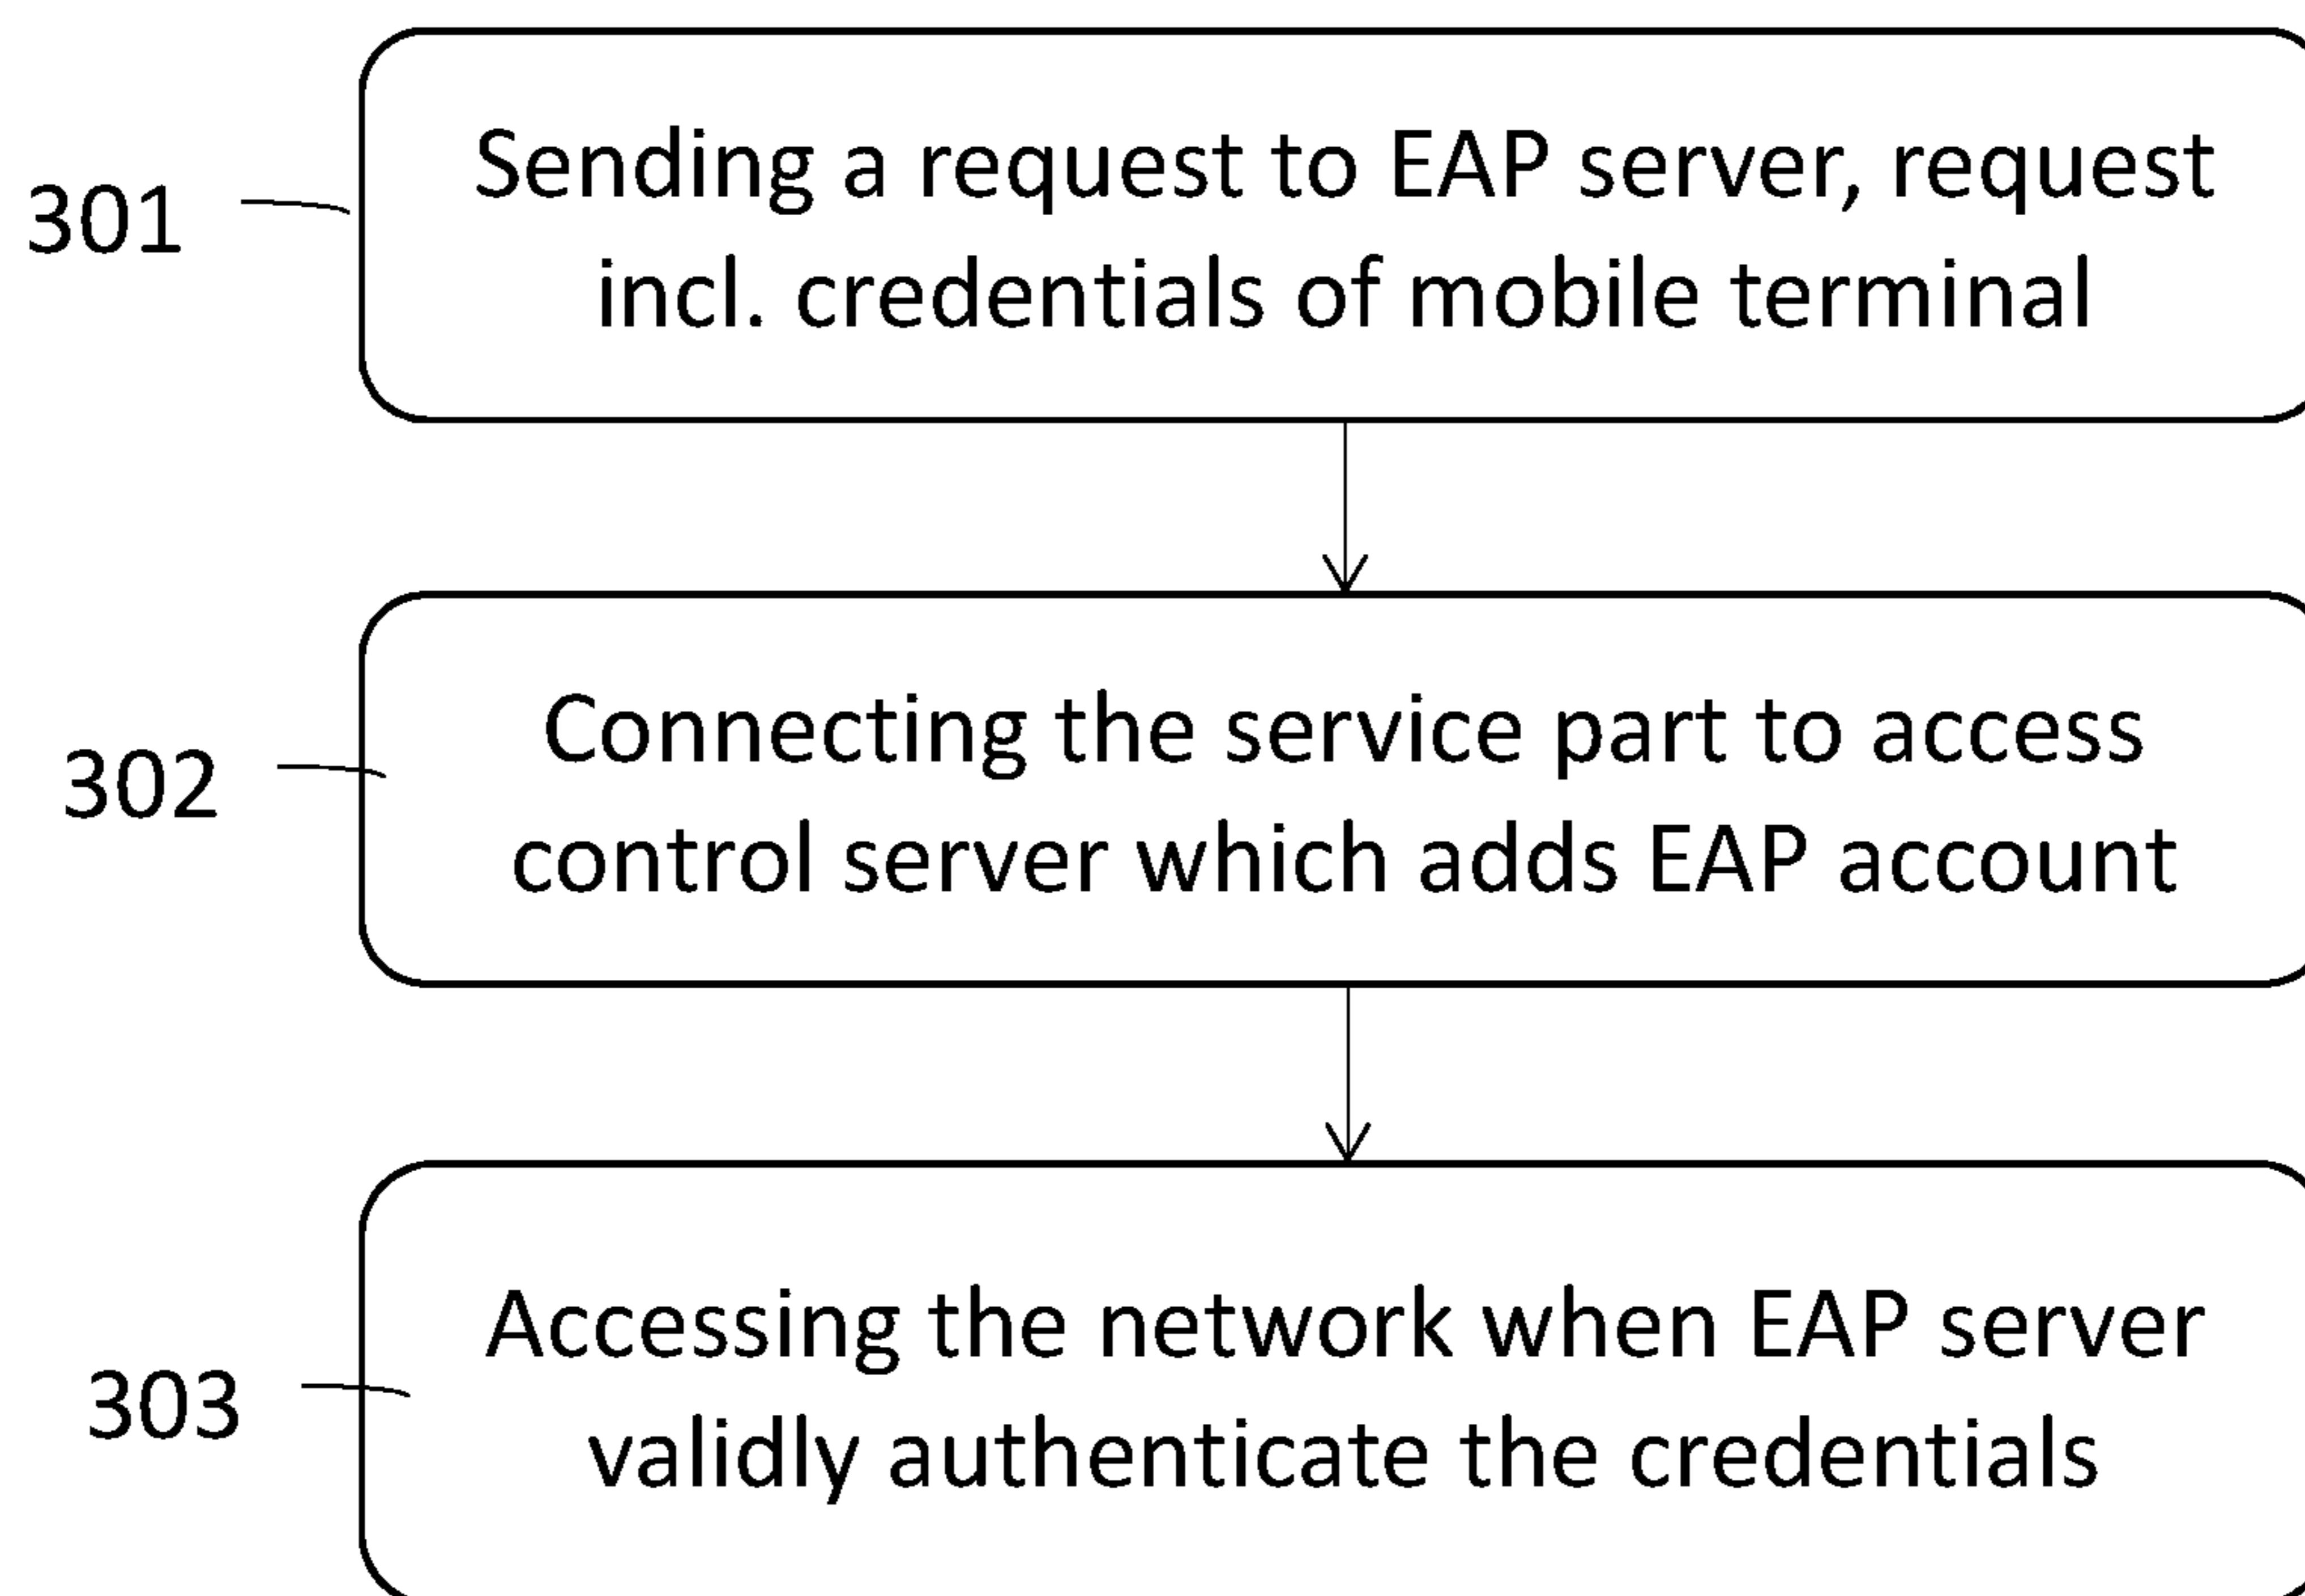 301
Sending a request to EAP server, request
incl. credentials of mobile terminal
302
Connecting the service part to access
control server which adds EAP account
303
Accessing the network when EAP server
validly authenticate the credentials